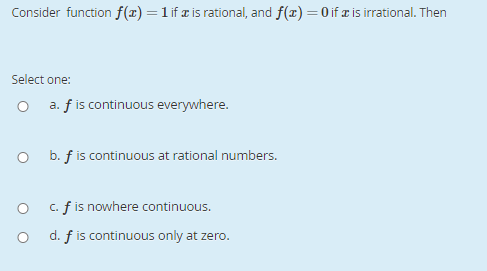 Consider function f(x) = 1 if x is rational, and f(x) = 0 if x is irrational. Then
Select one:
a. f is continuous everywhere.
b. f is continuous at rational numbers.
c. f is nowhere continuous.
d. f is continuous only at zero.